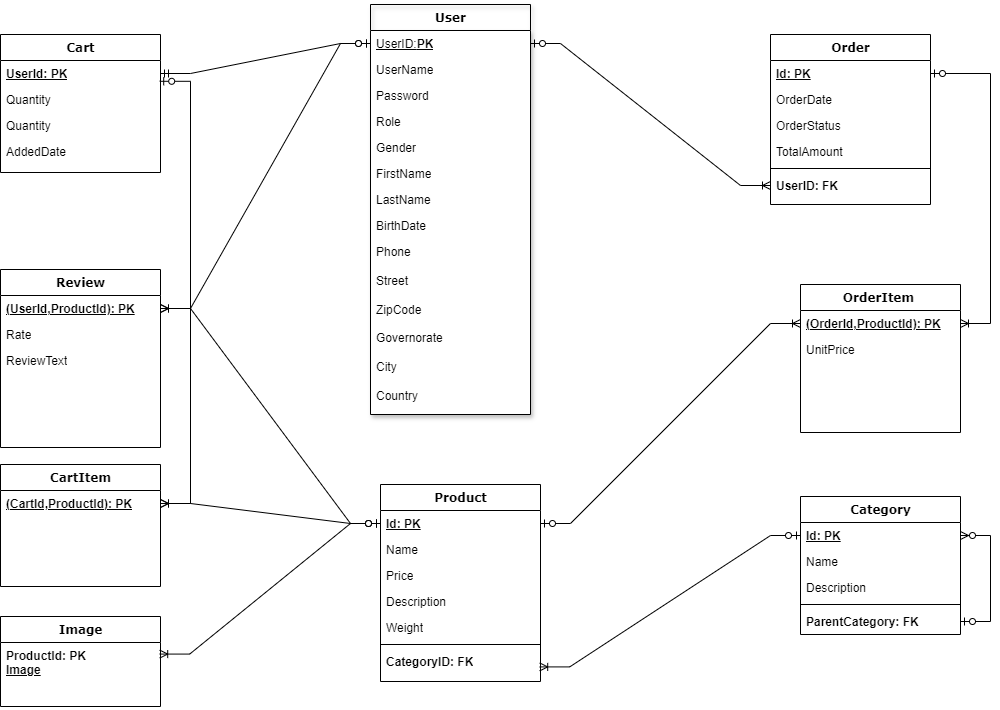 Cart
UserId: PK
Quantity
Quantity
AddedDate
User
UserID:PK
UserName
Password
Role
Gender
FirstName
LastName
BirthDate
Phone
Street
ZipCode
Governorate
City
Country
Order
Id: PK
OrderDate
OrderStatus
TotalAmount
UserID: FK
Review
(UserId,ProductId): PK
Rate
ReviewText
OrderItem
(OrderId,ProductId): PK
UnitPrice
CartItem
(CartId,ProductId): PK
Product
Id: PK
Name
Price
Description
Weight
CategoryID: FK
Category
Id: PK
Name
Description
ParentCategory: FK
Image
ProductId: PK
Image